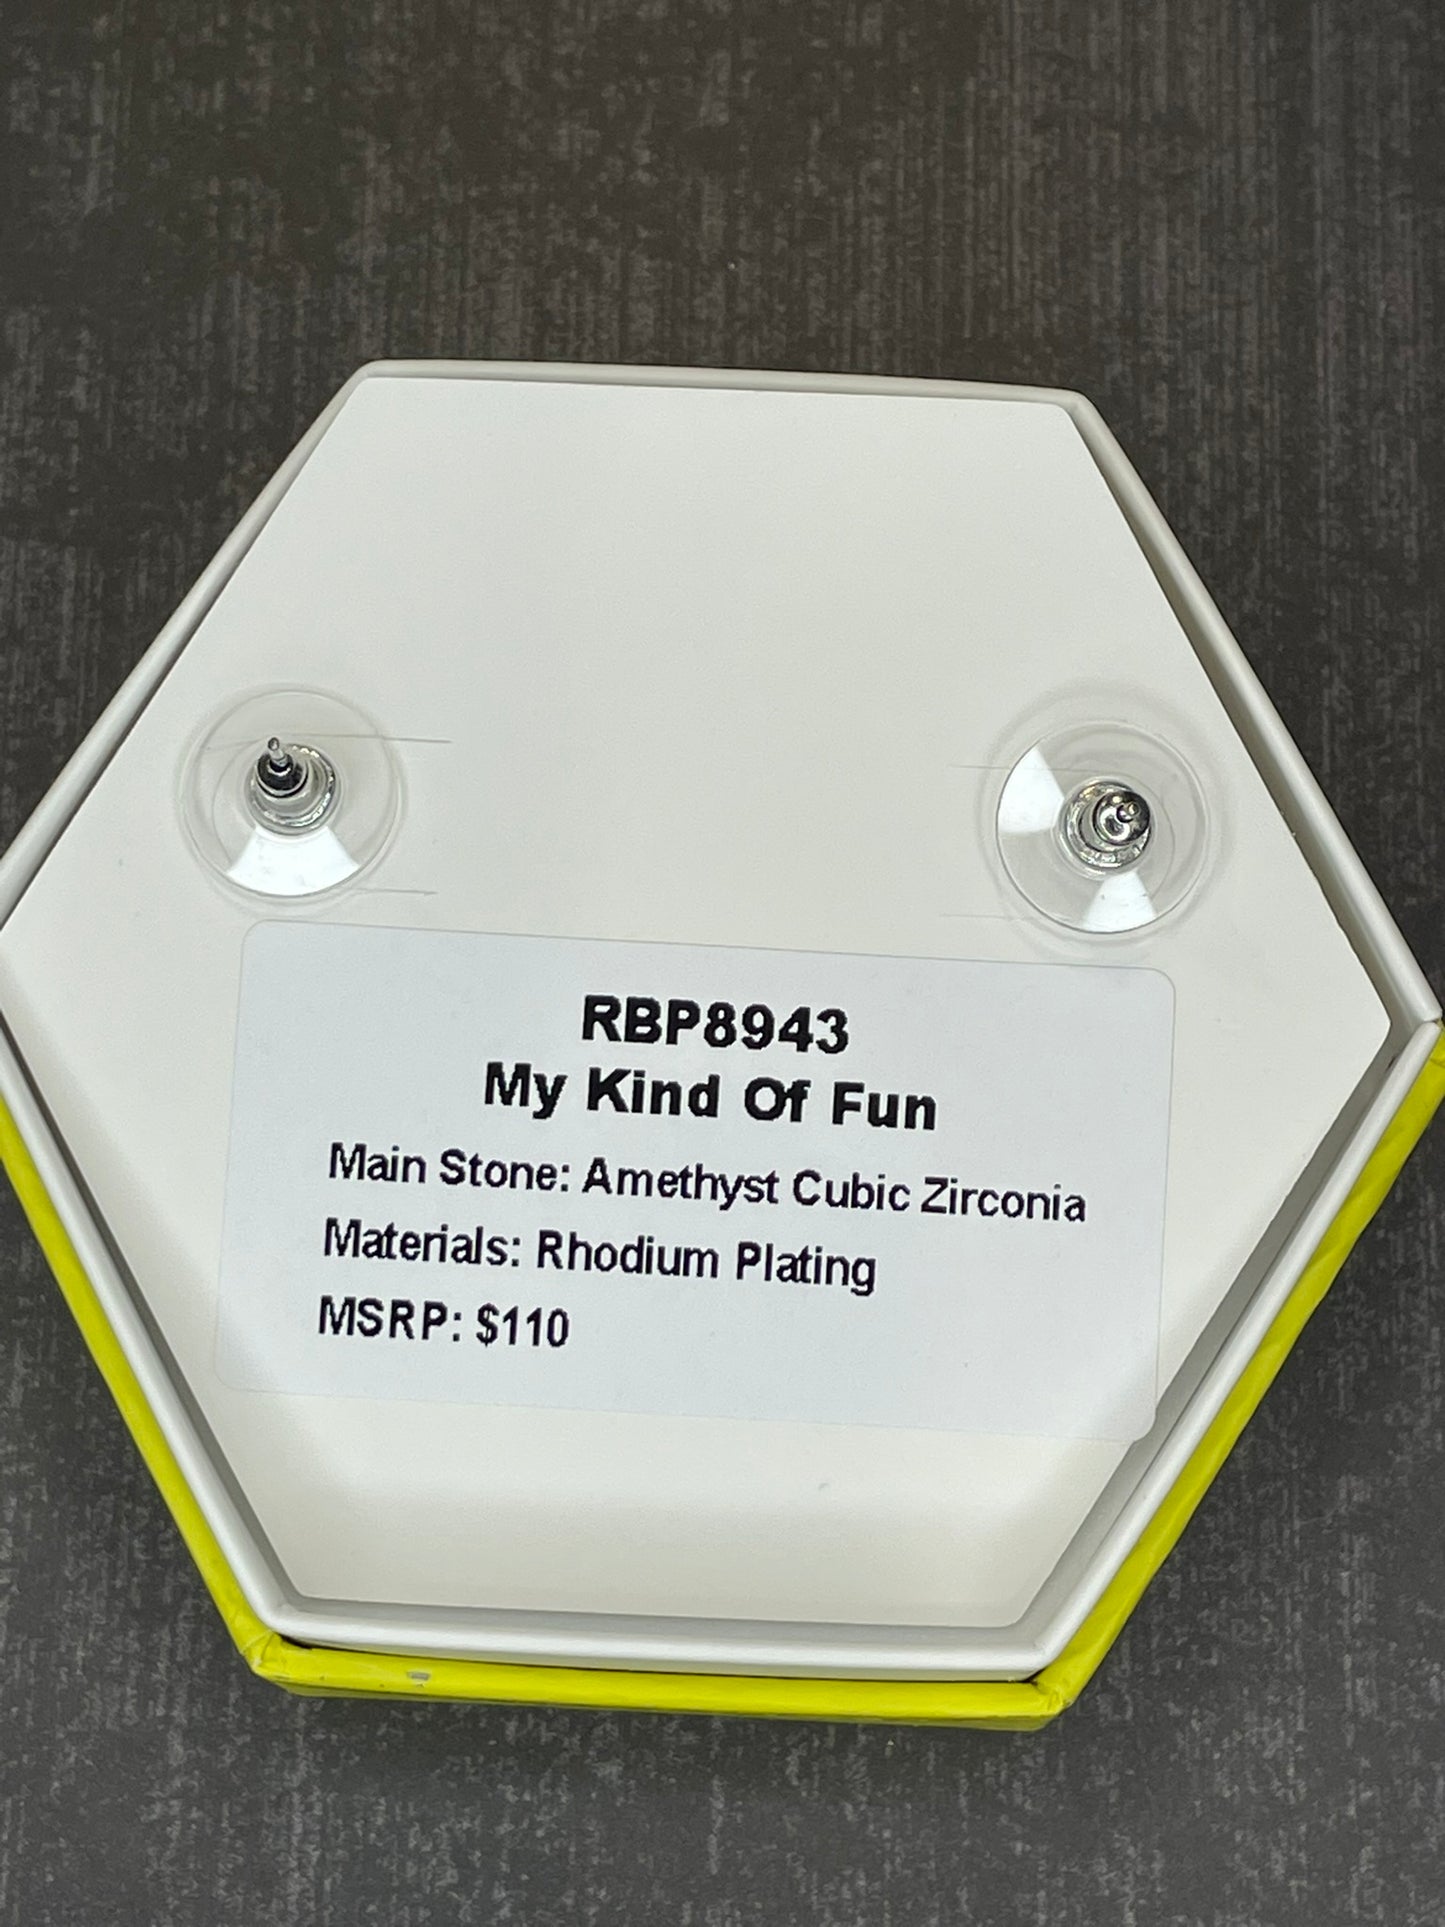 RBP8943
My Kind Of Fun
Main Stone: Amethyst Cubic Zirconia
Materials: Rhodium Plating
MSRP: $110